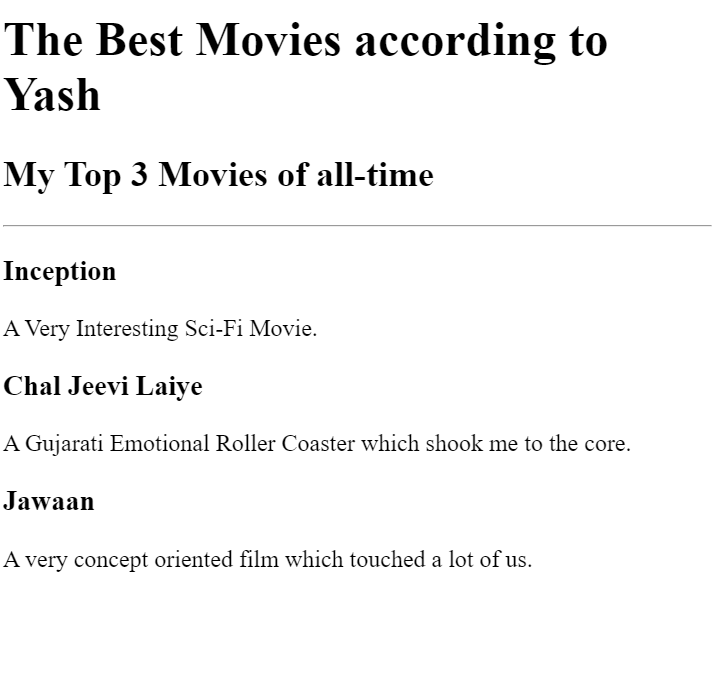 The Best Movies according to
Yash
My Top 3 Movies of all-time
Inception
A Very Interesting Sci-Fi Movie.
Chal Jeevi Laiye
A Gujarati Emotional Roller Coaster which shook me to the core.
Jawaan
A very concept oriented film which touched a lot of us.